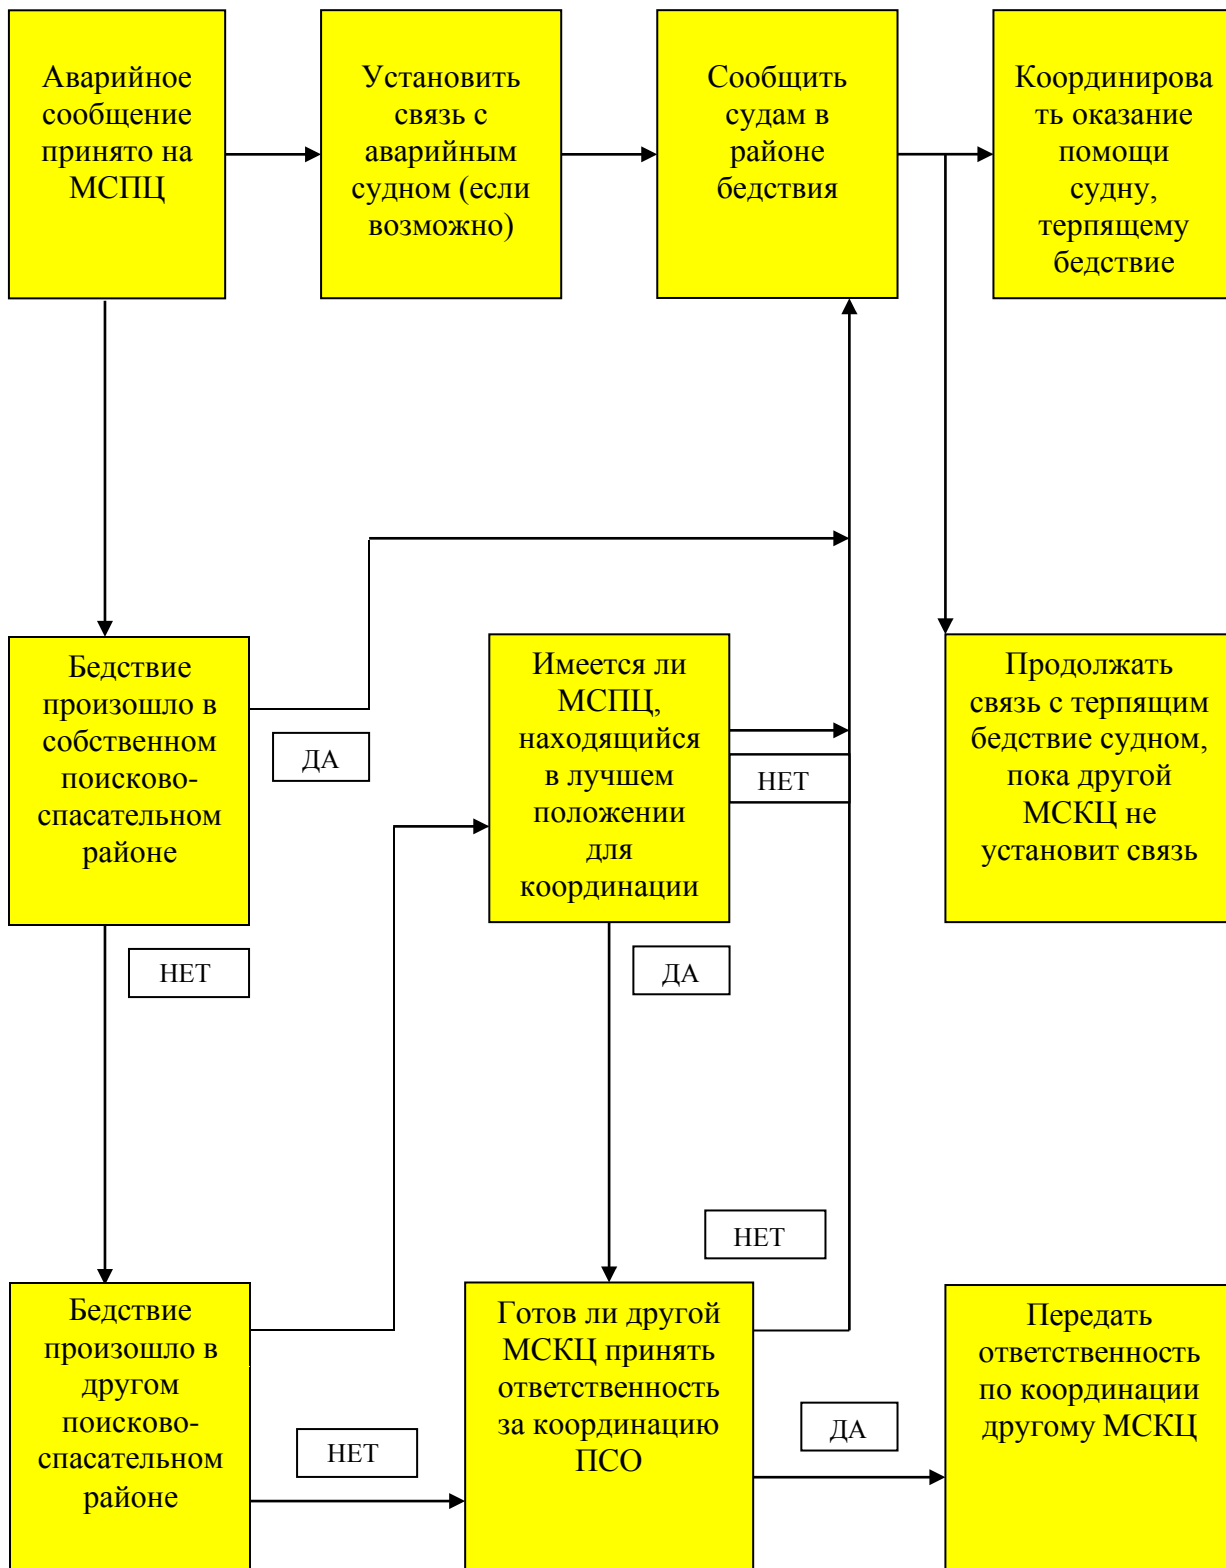 Аварийное
сообщение
принято на
МСПЦ
Установить
связь с
аварийным
судном (если
возможно)
Сообщить
судам в
районе
бедствия
Координирова
ть оказание
помощи
судну,
терпящему
бедствие
Бедствие
произошло в
собственном
поисково-
спасательном
районе
ДА
Имеется ли
МСПЦ,
находящийся
в лучшем
положении
для
координации
НЕТ
Продолжать
связь с терпящим
бедствие судном,
пока другой
МСКЦ не
установит связь
НЕТ
ДА
НЕТ
Бедствие
произошло в
другом
поисково-
спасательном
районе
НЕТ
Готов ли другой
МСКЦ принять
ответственность
за координацию
ПСО
ДА
Передать
ответственность
по координации
другому МСКЦ